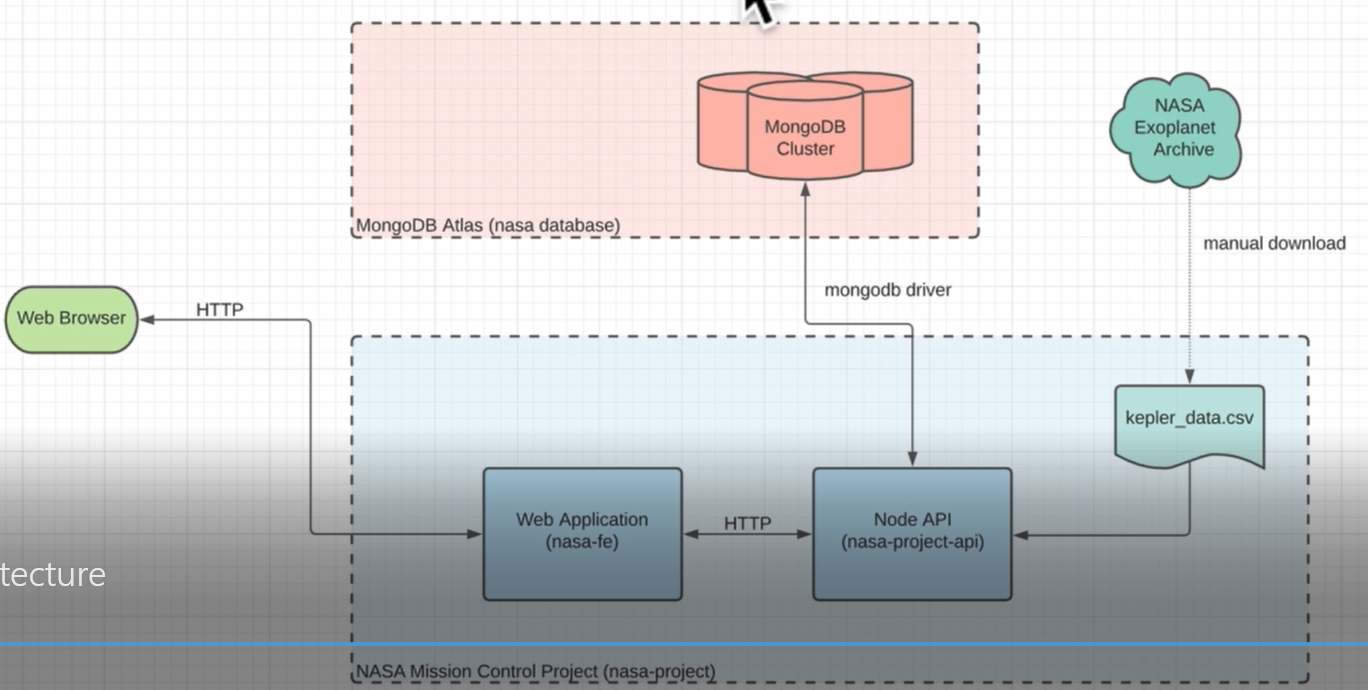 NASA
Exoplanet
Archive
MongoDB
Cluster
MongoDB Atlas (nasa database)
manual download
mongodb driver
HTTP
Web Browser
kepler_data.csv
Web Application
(nasa-fe)
HTTP
Node API
(nasa-project-api)
tecture
NASA Mission Control Project (nasa-project)